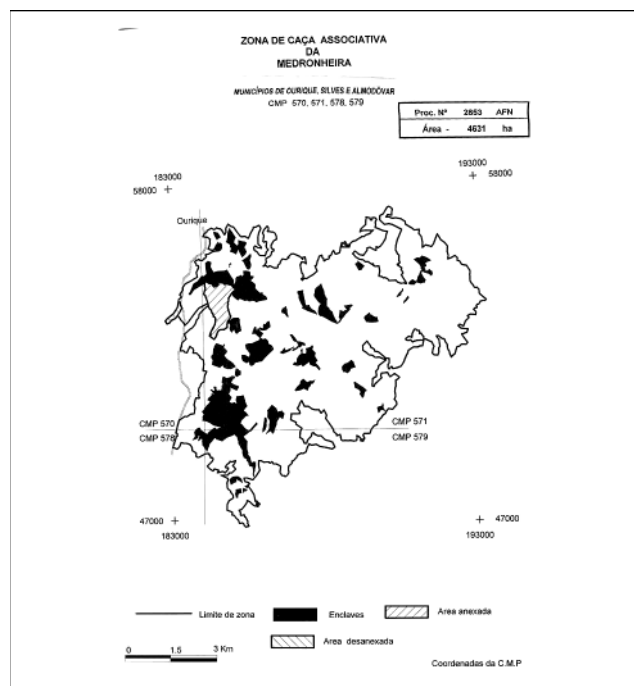 ZONA DE CAÇA ASSOCIATIVA
DA
MEDRONHEIRA
MUNICÍPIOS DE OURIQUE, SILVES E ALMODÔVAR
CMP 570, 571, 578, 579
Proc. Nº 2853 AFN
Área - 4631 ha
193000
58000
183000
58000
Ourique
CMP 570
CMP 571
CMP 578
CMP 579
47000
183000
47000
193000
Limite de zona
Enclaves
Area anexada
Area desanexada
0 1.5 3 Km
Coordenadas da C.M.P